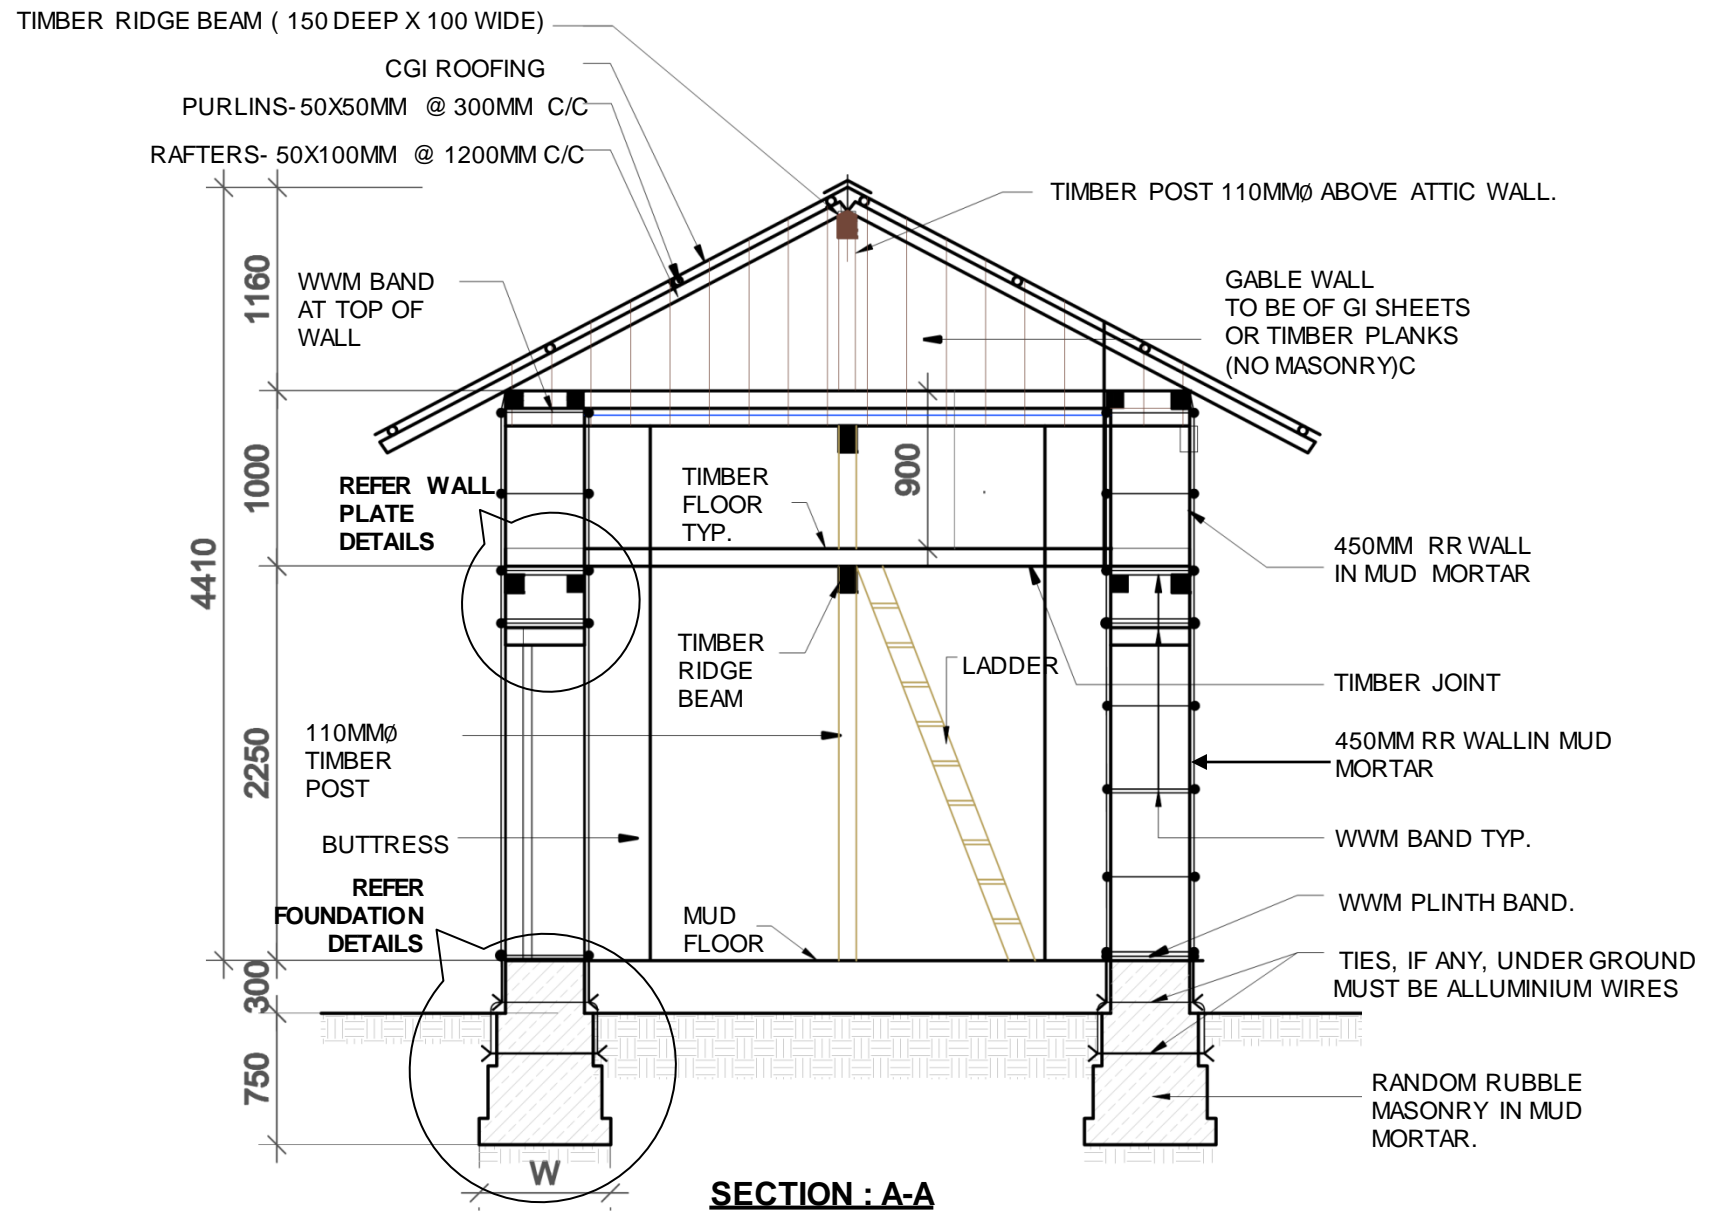 TIMBER RIDGE BEAM ( 150 DEEP X 100 WIDE)
CGI ROOFING
PURLINS- 50X50MM @ 300MM C/C
RAFTERS- 50X100MM @ 1200MM C/C
TIMBER POST 110MMØ ABOVE ATTIC WALL.
WWM BAND
AT TOP OF
WALL
GABLE WALL
TO BE OF GI SHEETS
OR TIMBER PLANKS
(NO MASONRY)C
1160
1000
4410
2250
300
750
900
REFER WALL
PLATE
DETAILS
TIMBER
FLOOR
TYP.
450MM RR WALL
IN MUD MORTAR
TIMBER
RIDGE
BEAM
LADDER
TIMBER JOINT
110MMØ
TIMBER
POST
450MM RR WALLIN MUD
MORTAR
BUTTRESS
WWM BAND TYP.
REFER
FOUNDATION
DETAILS
MUD
FLOOR
WWM PLINTH BAND.
TIES, IF ANY, UNDER GROUND
MUST BE ALLUMINIUM WIRES
RANDOM RUBBLE
MASONRY IN MUD
MORTAR.
W
SECTION : A-A